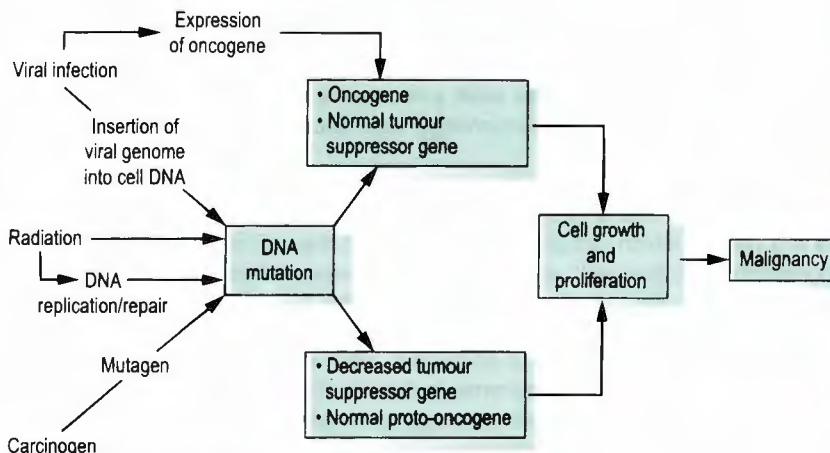 Expression
of oncogene
Viral infection
• Oncogene
• Normal tumour
suppressor gene
Insertion of
viral genome
into cell DNA
Radiation
DNA
mutation
Cell growth
and
proliferation
Malignancy
DNA
replication/repair
Mutagen
• Decreased tumour
suppressor gene
• Normal proto-oncogene
Carcinogen